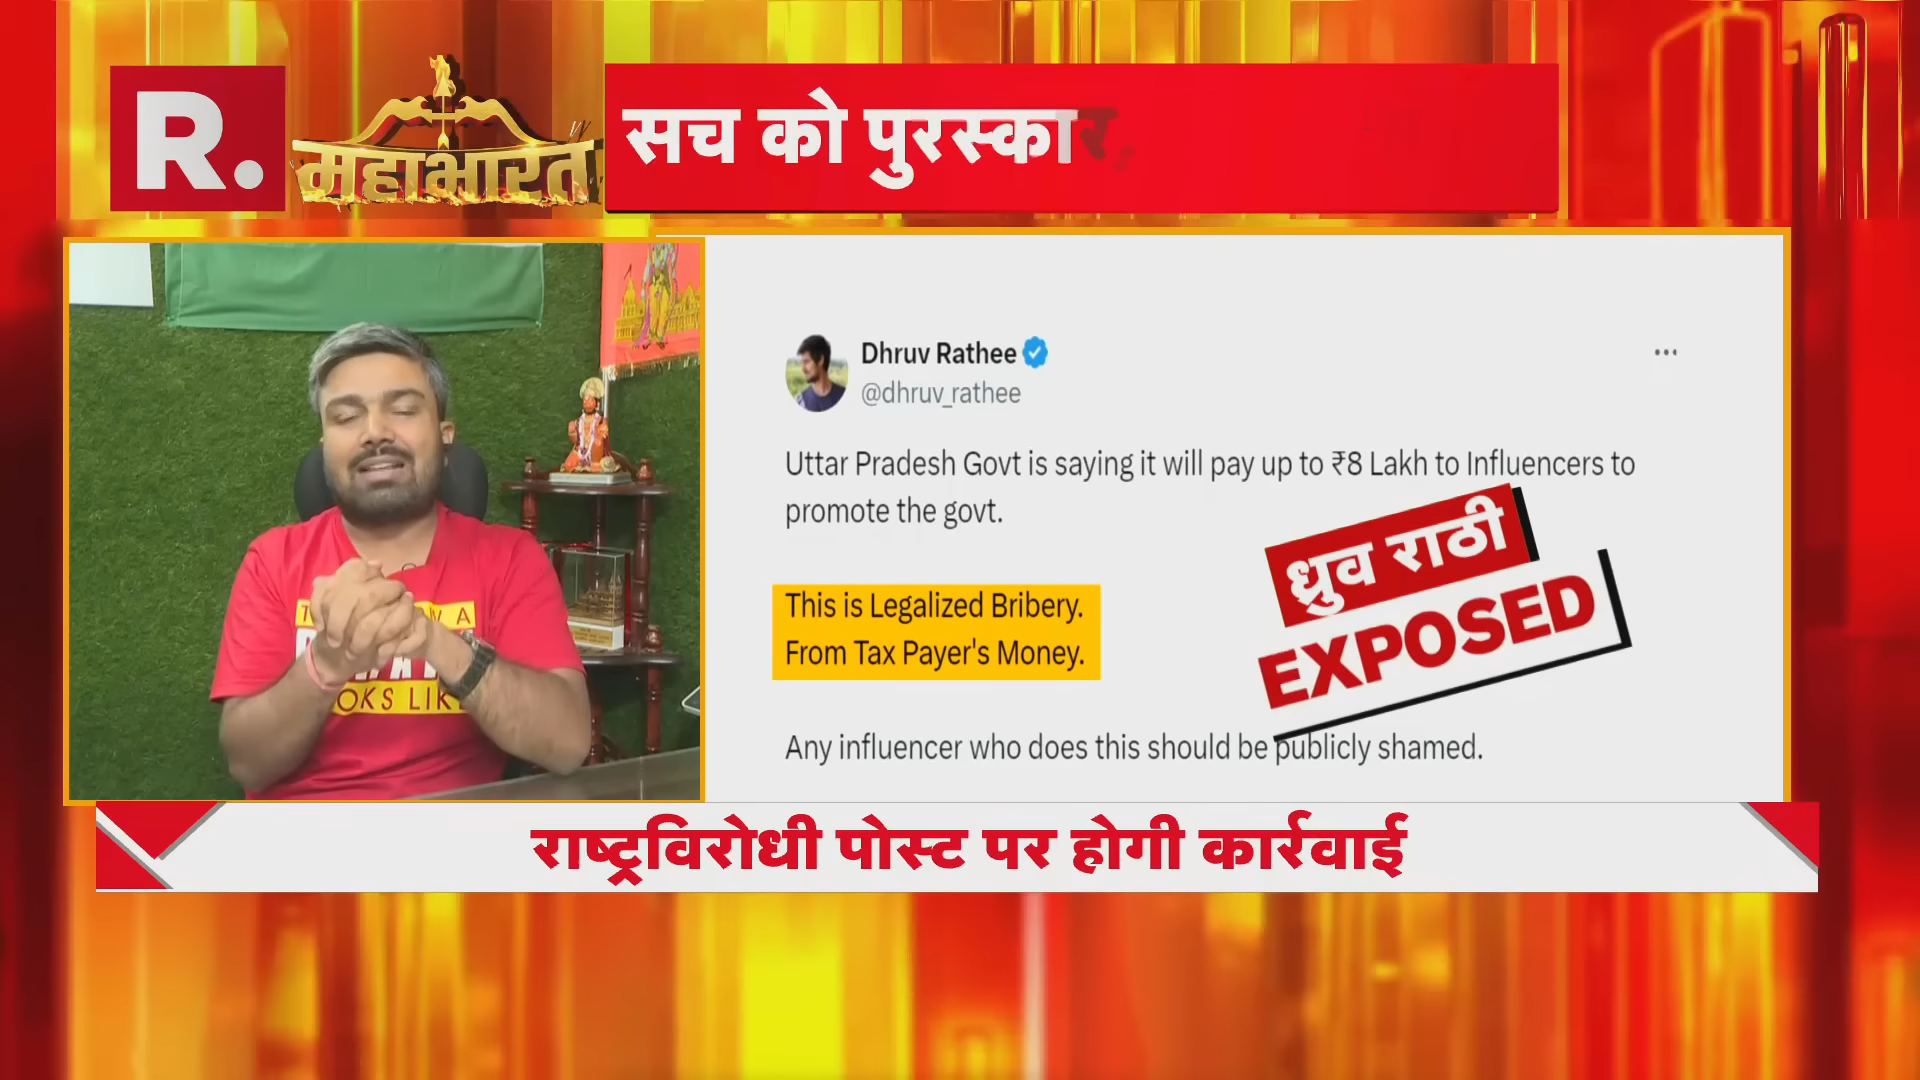 R.
महाभारत
सच को पुरस्कार,
Dhruv Rathee
@dhruv_rathee
Uttar Pradesh Govt is saying it will pay up to ₹8 Lakh to Influencers to
promote the govt.
This is Legalized Bribery.
From Tax Payer's Money.
Any influencer who does this should be publicly shamed.
ध्रुव राठी
EXPOSED
OKS LIK
राष्ट्रविरोधी पोस्ट पर होगी कार्रवाई